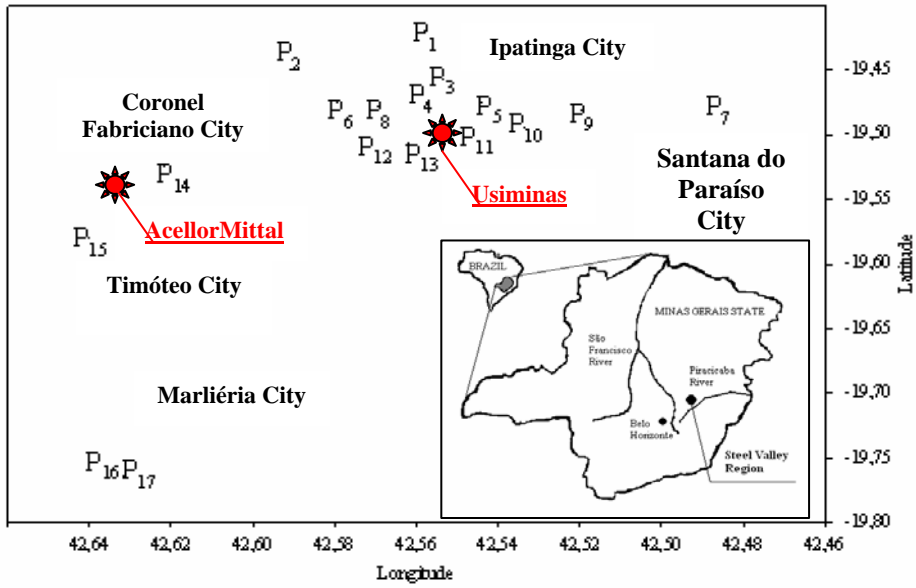 P1
Ipatinga City
P2
P3
-19,45
Coronel
Fabriciano City
P4
P5
P6
P8
P9
P7
P10
-19,50
P11
P12
P13
Santana do
Paraíso
City
P14
Usiminas
-19,55
AcellorMittal
P15
Timóteo City
-19,60
Latitude
BRAZIL
MINAS GERAIS STATE
São
Francisco
River
-19,65
Piracicaba
River
-19,70
Marliéria City
Belo
Horizonte
Steel Valley
Region
P16
P17
-19,75
-19,80
42,64
42,62
42,60
42,58
42,56
42,54
42,52
42,50
42,48
42,46
Longitude